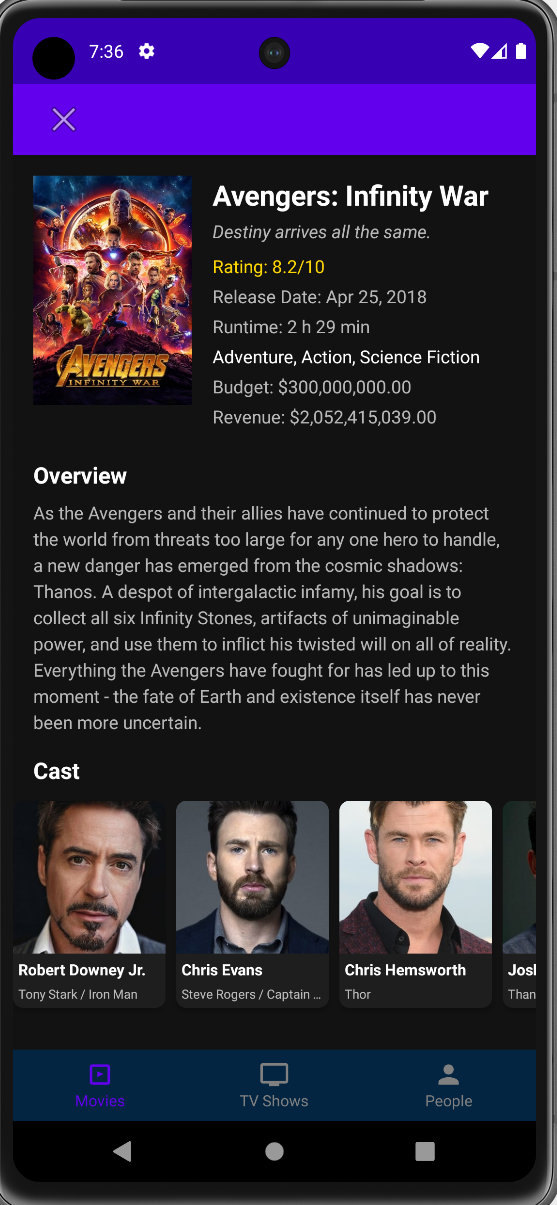 7:36
Avengers: Infinity War
Destiny arrives all the same.
Rating: 8.2/10
Release Date: Apr 25, 2018
Runtime: 2 h 29 min
Adventure, Action, Science Fiction
Budget: $300,000,000.00
Revenue: $2,052,415,039.00
AVENGERS
INFINITY WAR
Overview
As the Avengers and their allies have continued to protect
the world from threats too large for any one hero to handle,
a new danger has emerged from the cosmic shadows:
Thanos. A despot of intergalactic infamy, his goal is to
collect all six Infinity Stones, artifacts of unimaginable
power, and use them to inflict his twisted will on all of reality.
Everything the Avengers have fought for has led up to this
moment - the fate of Earth and existence itself has never
been more uncertain.
Cast
Robert Downey Jr.
Tony Stark / Iron Man
Chris Evans
Steve Rogers / Captain …
Chris Hemsworth
Thor
Josl
Than
Movies
TV Shows
People